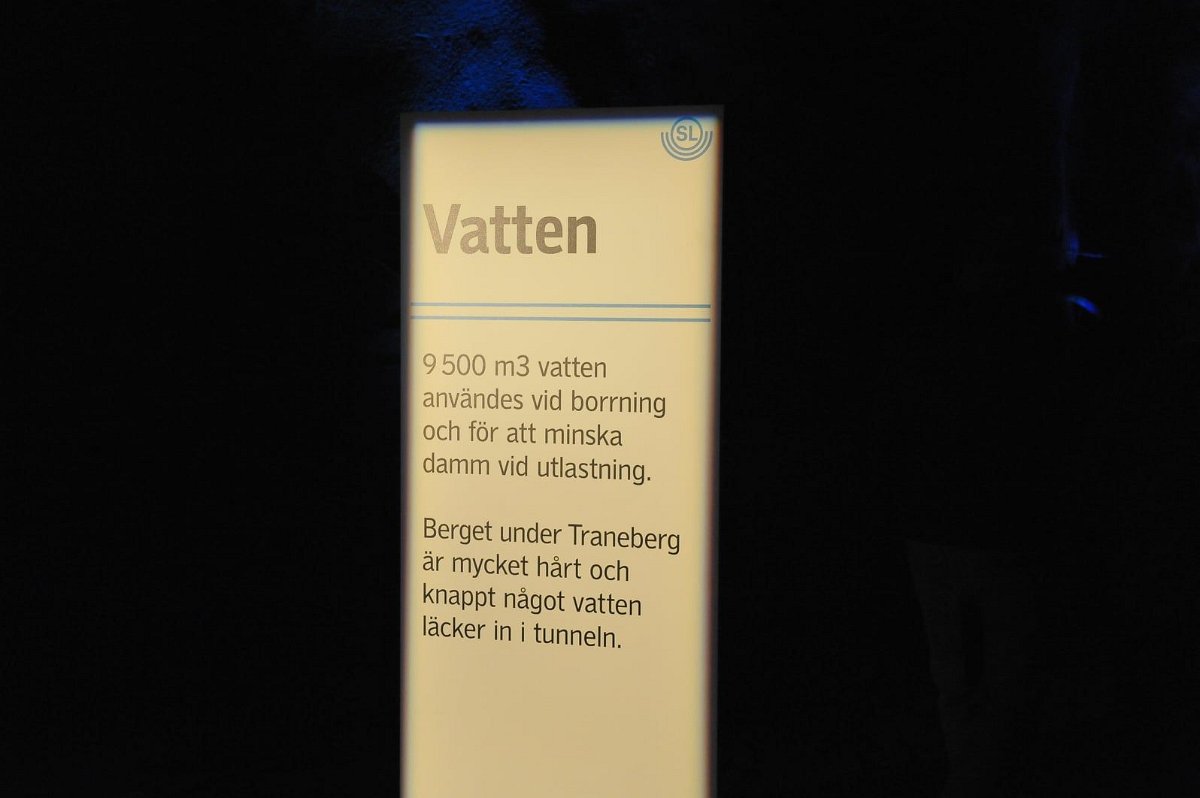 SL
Vatten
9 500 m3 vatten
användes vid borrning
och för att minska
damm vid utlastning.
Berget under Traneberg
är mycket hårt och
knappt något vatten
läcker in i tunneln.